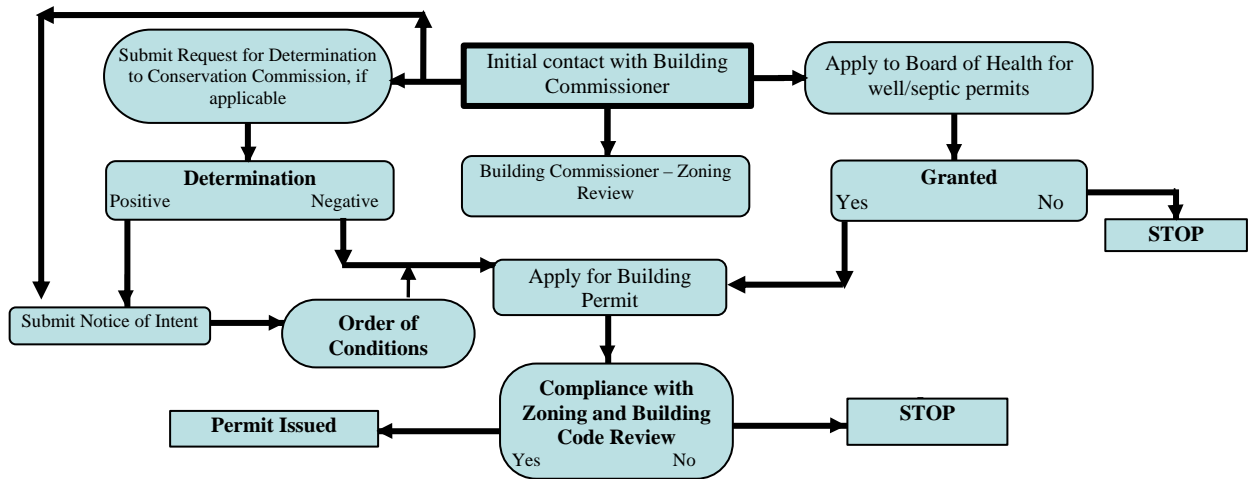 Submit Request for Determination
to Conservation Commission, if
applicable
Initial contact with Building
Commissioner
Apply to Board of Health for
well/septic permits
Building Commissioner – Zoning
Review
Determination
Positive Negative
Granted
Yes No
STOP
Apply for Building
Permit
Submit Notice of Intent
Order of
Conditions
Compliance with
Zoning and Building
Code Review
Yes No
Permit Issued
STOP